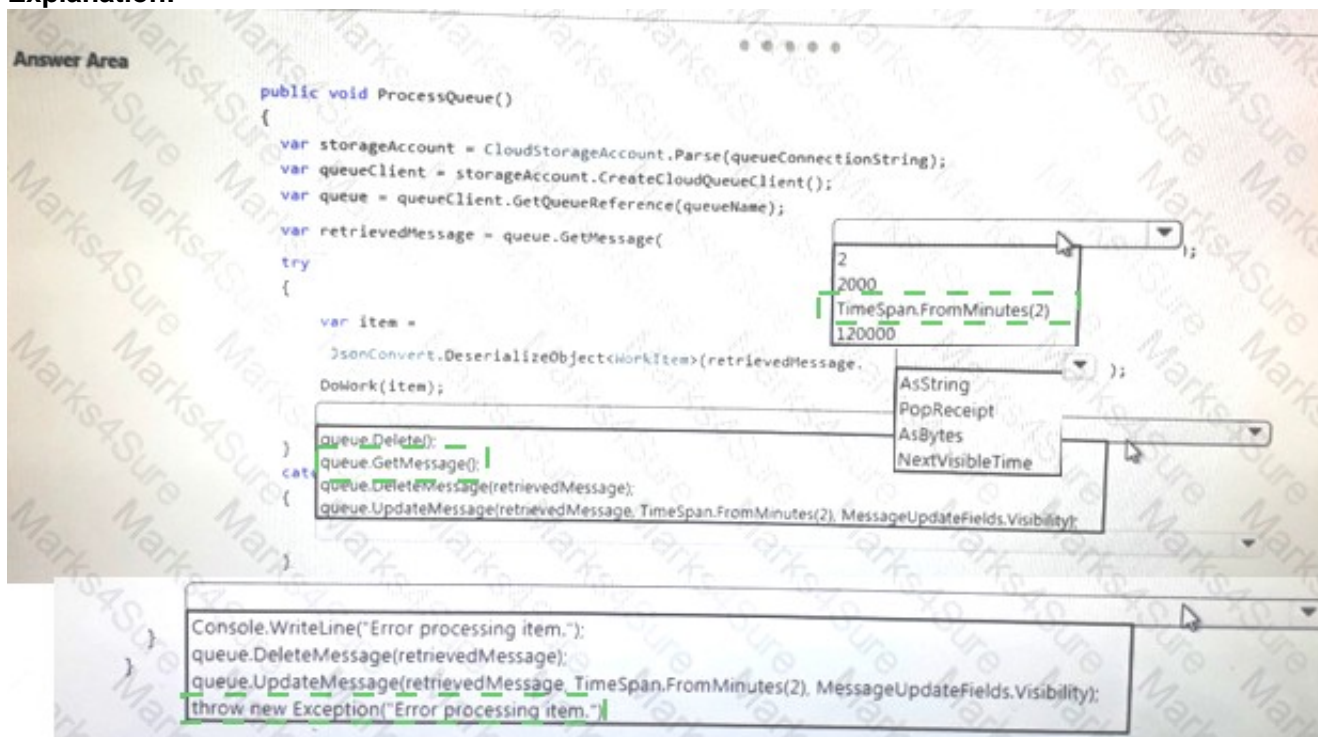 Explanation:
Answer Area
public void ProcessQueue()
{
var storageAccount = CloudStorageAccount.Parse(queueConnectionString);
var queueClient = storageAccount.CreateCloudQueueClient();
var queue = queueClient.GetQueueReference(queueName);
var retrievedMessage = queue.GetMessage(
);
2
2000
TimeSpan.FromMinutes(2)
120000
try
{
var item =
JsonConvert.DeserializeObject<WorkItem>(retrievedMessage.
);
AsString
PopReceipt
AsBytes
NextVisibleTime
DoWork(item);
queue.Delete();
queue.GetMessage();
queue.DeleteMessage(retrievedMessage);
queue.UpdateMessage(retrievedMessage, TimeSpan.FromMinutes(2), MessageUpdateFields.Visibility);
}
cat
{
}
Console.WriteLine("Error processing item.");
queue.DeleteMessage(retrievedMessage);
queue.UpdateMessage(retrievedMessage, TimeSpan.FromMinutes(2), MessageUpdateFields.Visibility);
throw new Exception("Error processing item.")
}
}
Marks4Sure